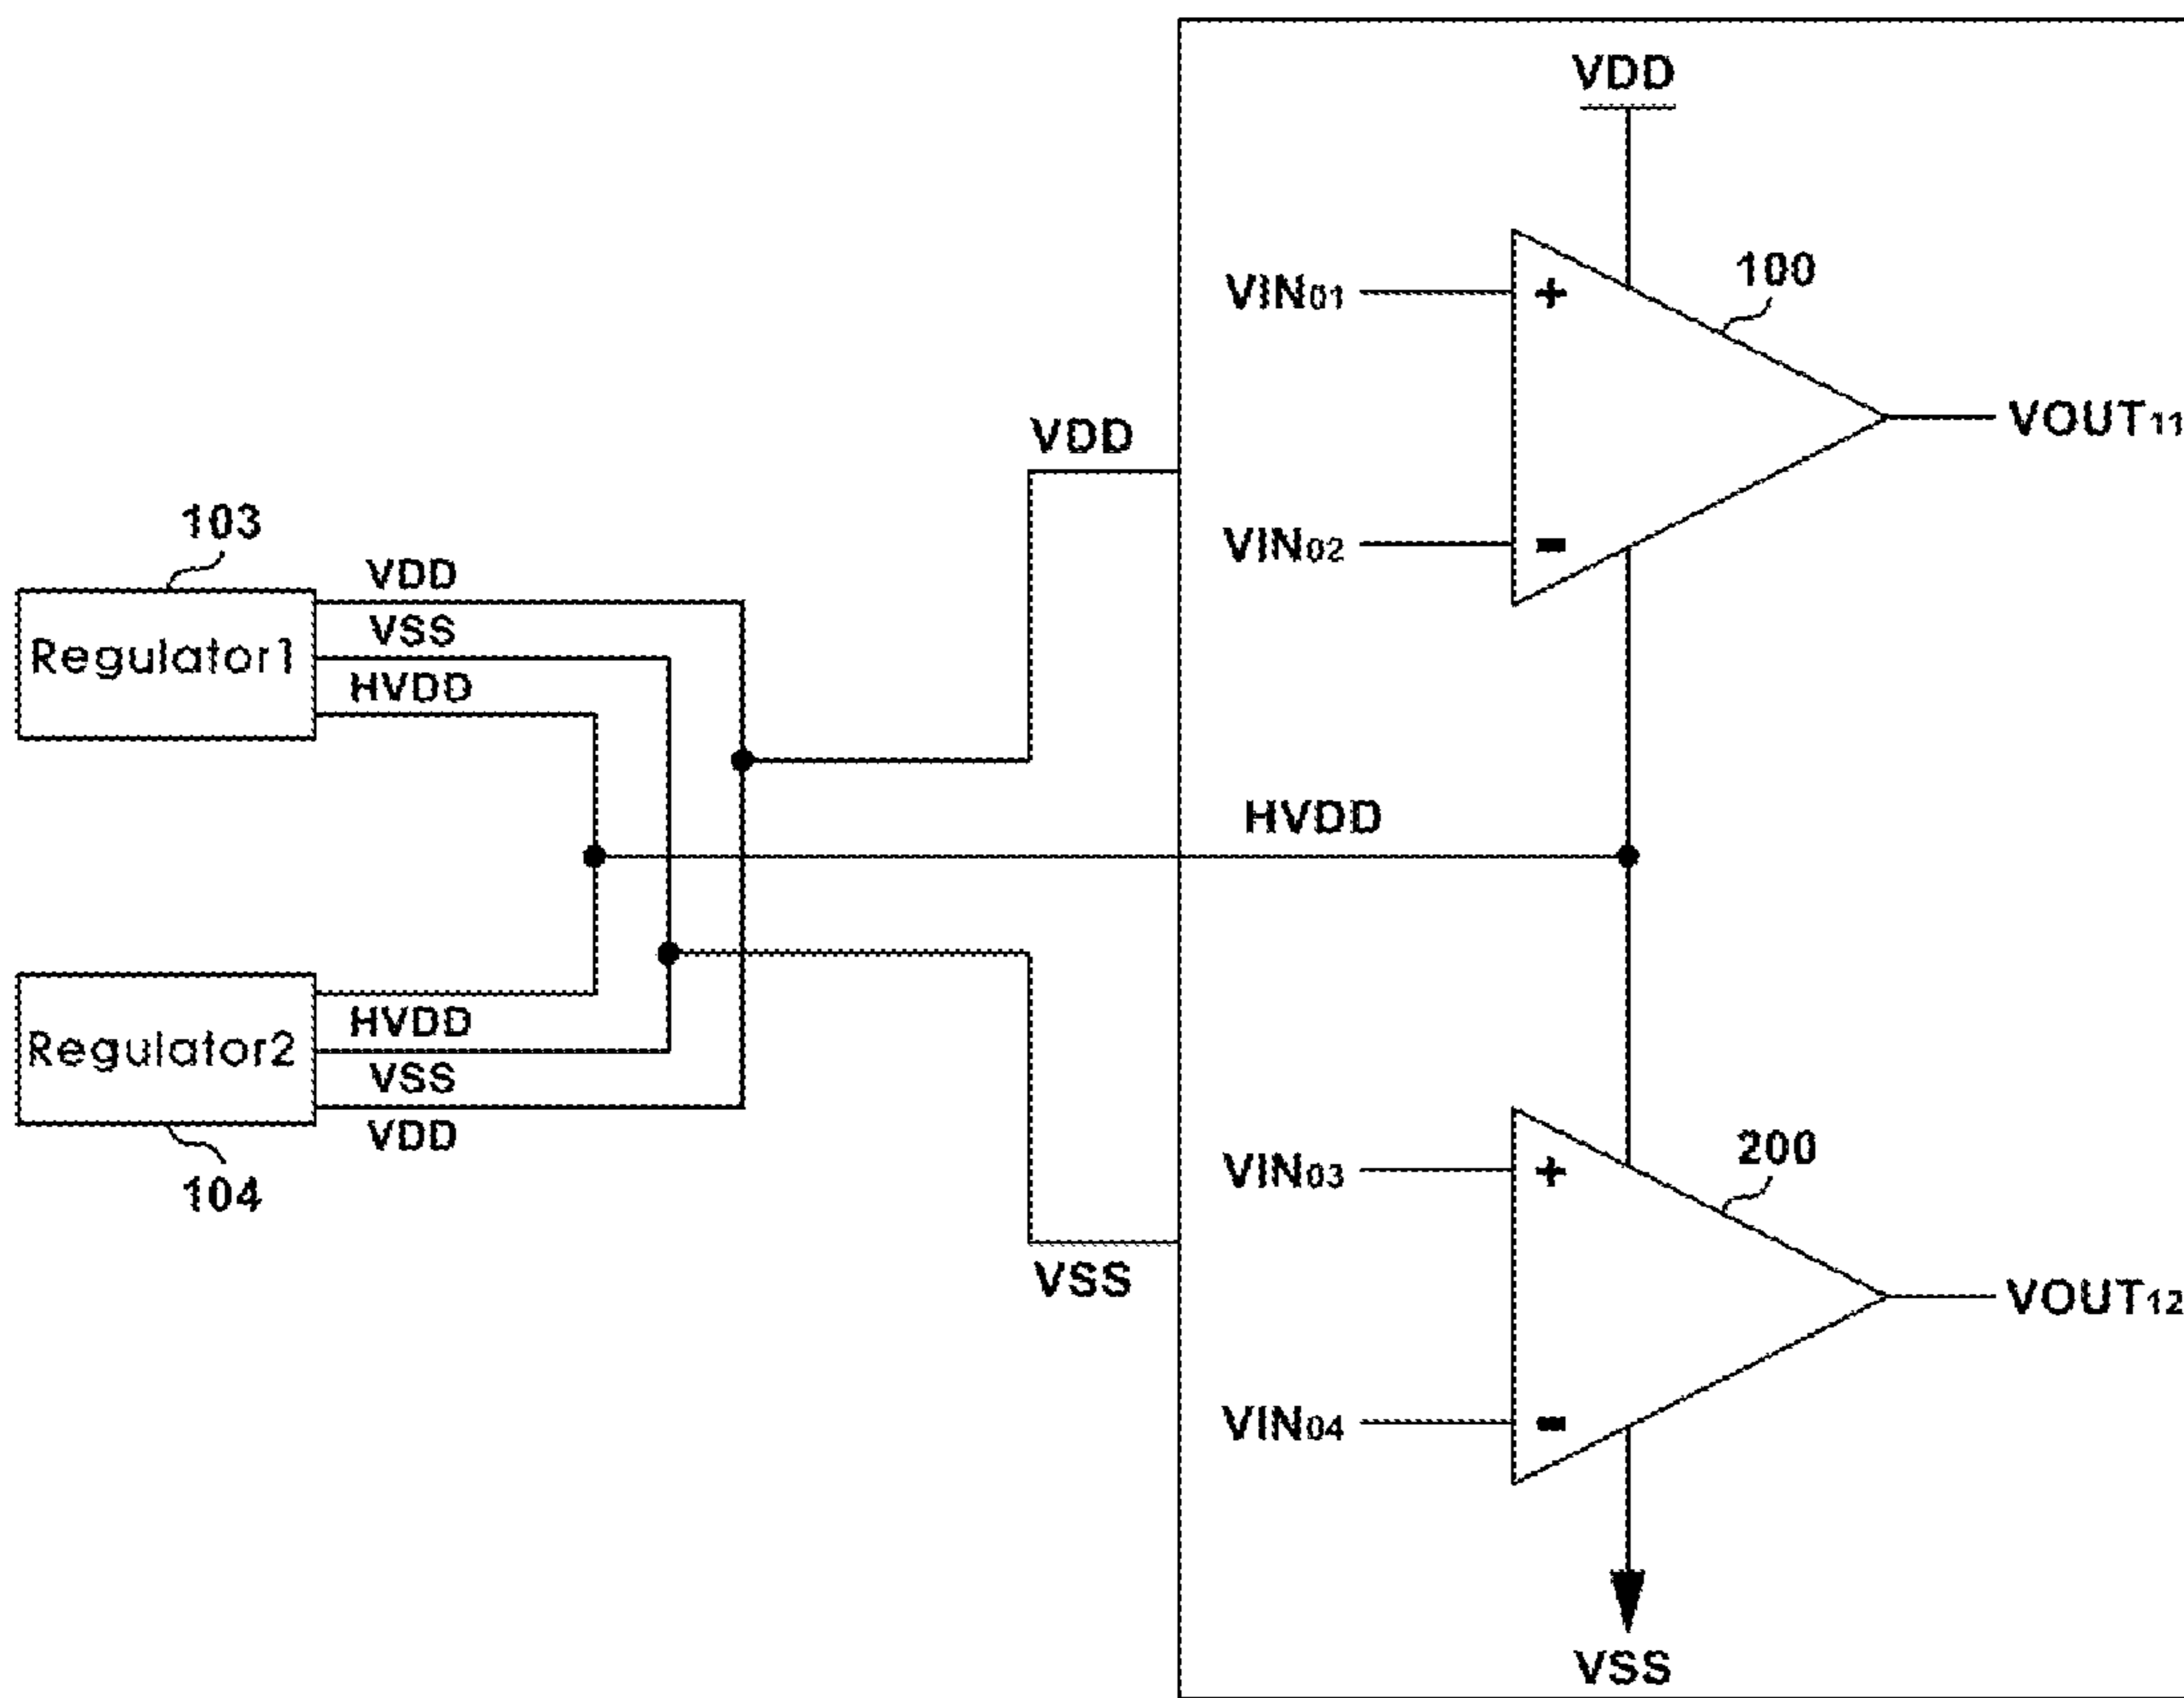 VDD
100
VIN01
+
VOUT11
VDD
103
VIN02
-
VDD
VSS
Regulator1
HVDD
HVDD
HVDD
Regulator2
VSS
VDD
104
200
VIN03
+
VSS
VOUT12
VIN04
-
VSS